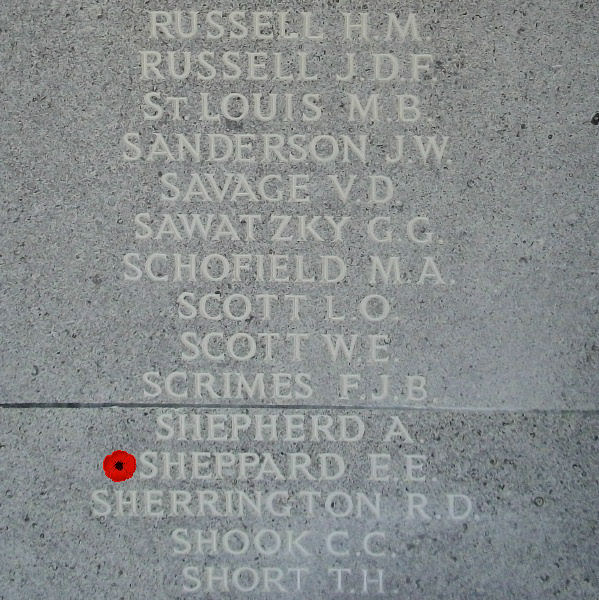 RUSSELL H.M.
RUSSELL J.D.F.
ST. LOUIS M.B.
SANDERSON J.W.
SAVAGE V.D.
SAWATZKY G.G.
SCHOFIELD M.A.
SCOTT L.O.
SCOTT W.E.
SCRIMES F.J.B.
SHEPHERD A.
SHEPPARD E.E.
SHERRINGTON R.D.
SHOOK C.C.
SHORT T.H.